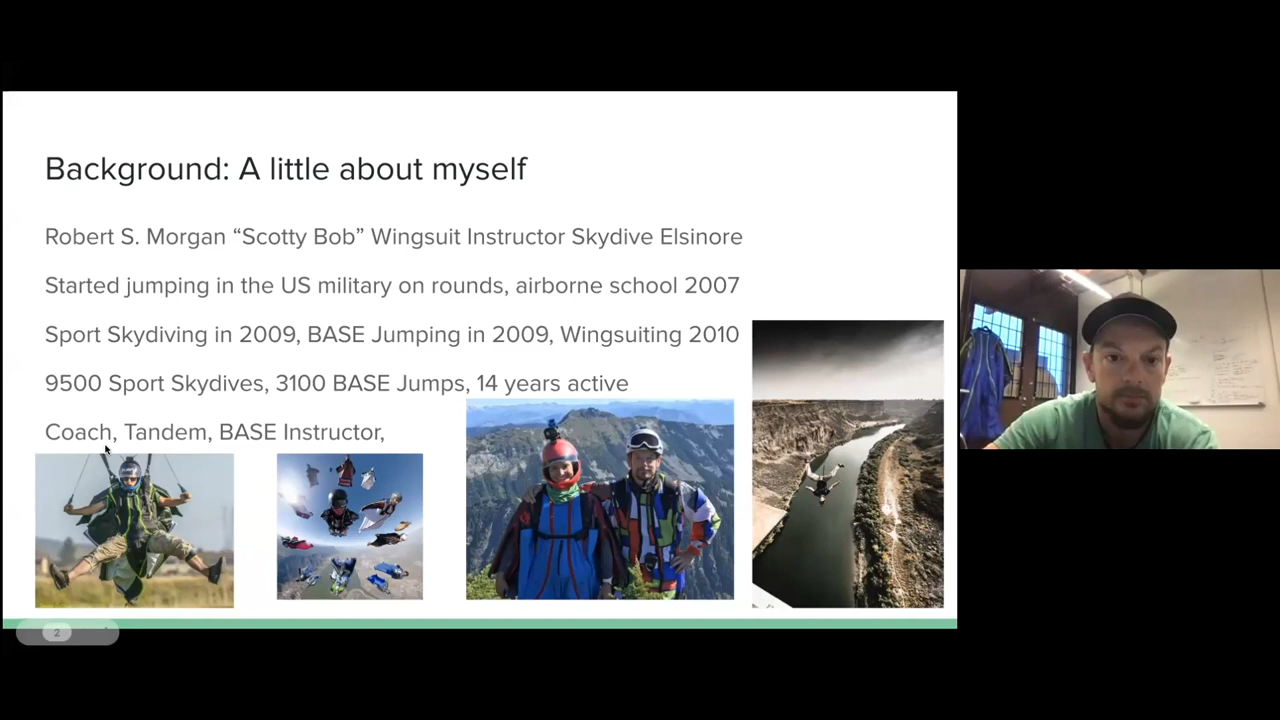 Background: A little about myself
Robert S. Morgan “Scotty Bob” Wingsuit Instructor Skydive Elsinore
Started jumping in the US military on rounds, airborne school 2007
Sport Skydiving in 2009, BASE Jumping in 2009, Wingsuiting 2010
9500 Sport Skydives, 3100 BASE Jumps, 14 years active
Coach, Tandem, BASE Instructor,
2